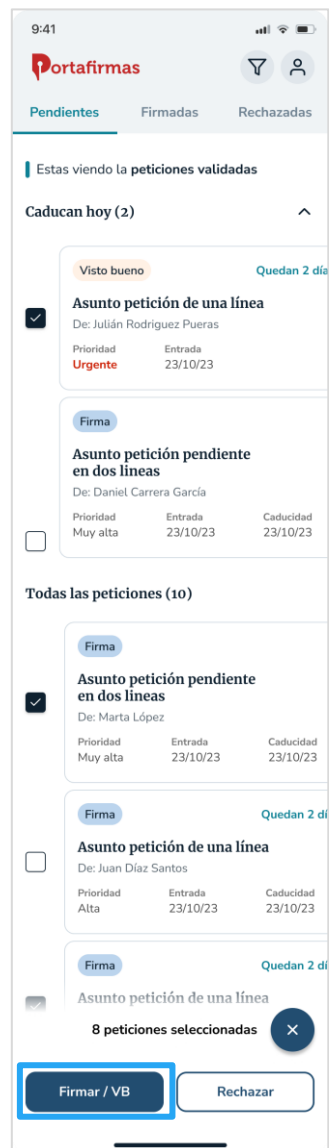 9:41
Portafirmas
Pendientes Firmadas Rechazadas
Estas viendo la peticiones validadas
Caducan hoy (2)
Visto bueno Quedan 2 día
Asunto petición de una línea
De: Julián Rodriguez Pueras
Prioridad Entrada
Urgente 23/10/23
Firma
Asunto petición pendiente
en dos lineas
De: Daniel Carrera García
Prioridad Entrada Caducidad
Muy alta 23/10/23 23/10/23
Todas las peticiones (10)
Firma
Asunto petición pendiente
en dos lineas
De: Marta López
Prioridad Entrada Caducidad
Muy alta 23/10/23 23/10/23
Firma Quedan 2 dí
Asunto petición de una línea
De: Juan Díaz Santos
Prioridad Entrada Caducidad
Alta 23/10/23 23/10/23
Firma Quedan 2 dí
Asunto petición de una línea
8 peticiones seleccionadas
Firmar / VB Rechazar